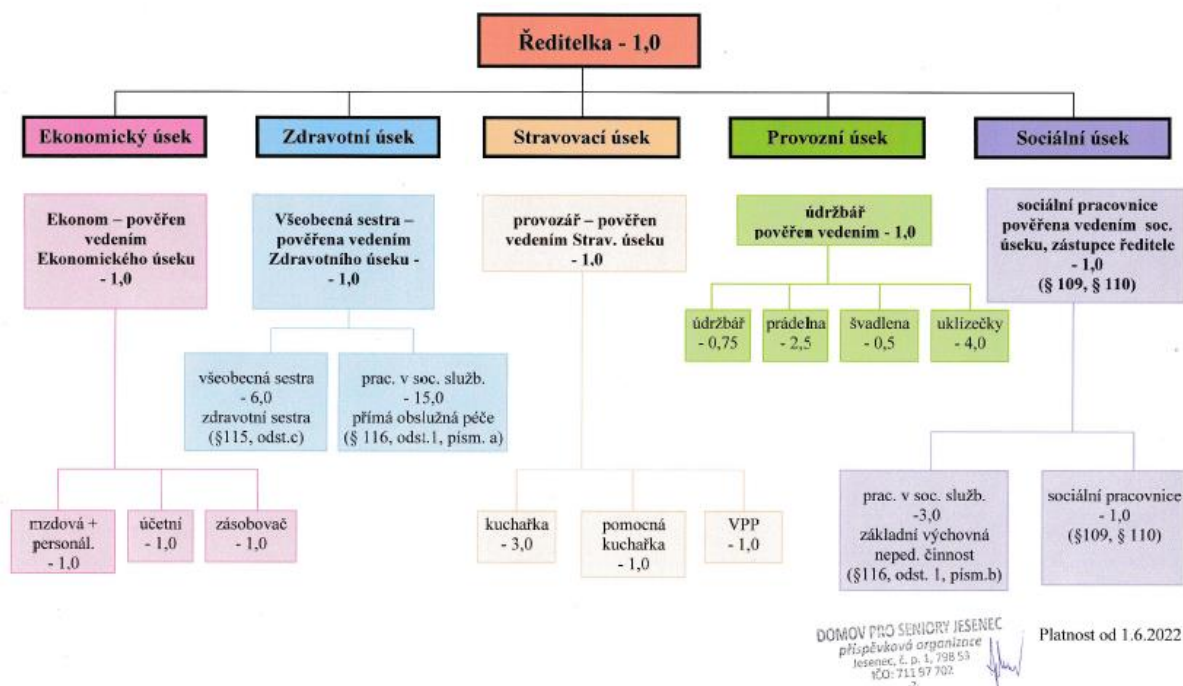 Ředitelka - 1,0
Ekonomický úsek
Zdravotní úsek
Stravovací úsek
Provozní úsek
Sociální úsek
Ekonom – pověřen
vedením
Ekonomického úseku
- 1,0
Všeobecná sestra –
pověřena vedením
Zdravotního úseku -
- 1,0
provozář – pověřen
vedením Strav. úseku
- 1,0
údržbář
pověřen vedením - 1,0
sociální pracovnice
pověřena vedením soc.
úseku, zástupce ředitele
- 1,0
(§ 109, § 110)
údržbář
- 0,75
prádelna
- 2,5
švadlena
- 0,5
uklízečky
- 4,0
všeobecná sestra
- 6,0
zdravotní sestra
(§115, odst.c)
prac. v soc. služb.
- 15,0
přímá obslužná péče
(§ 116, odst.1, písm. a)
mzdová +
personál.
- 1,0
účetní
- 1,0
zásobovač
- 1,0
kuchařka
- 3,0
pomocná
kuchařka
- 1,0
VPP
- 1,0
prac. v soc. služb.
-3,0
základní výchovná
neped. činnost
(§116, odst. 1, písm.b)
sociální pracovnice
- 1,0
(§109, § 110)
DOMOV PRO SENIORY JESENEC
příspěvková organizace
Jesenec, č. p. 1, 798 53
IČO: 711 97 702
-7-
Platnost od 1.6.2022